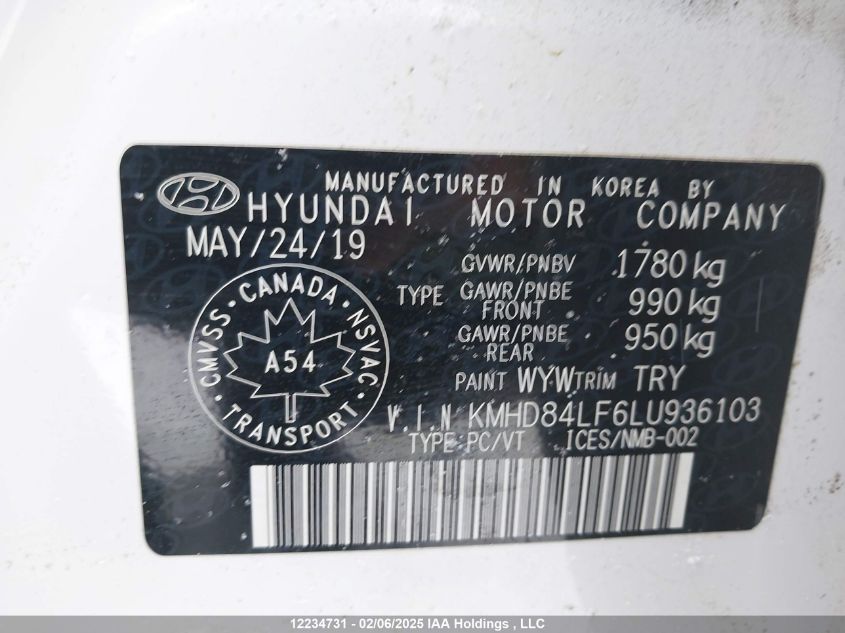 MANUFACTURED IN KOREA BY
HYUNDAI MOTOR COMPANY
MAY/24/19
GVWR/PNBV 1780 kg
TYPE
GAWR/PNBE FRONT 990 kg
GAWR/PNBE REAR 950 kg
PAINT WYW TRIM TRY
CANADA · NSVAC · TRANSPORT · CMVSS ·
A54
V.I.N KMHD84LF6LU936103
TYPE:PC/VT ICES/NMB-002
12234731 - 02/06/2025 IAA Holdings , LLC